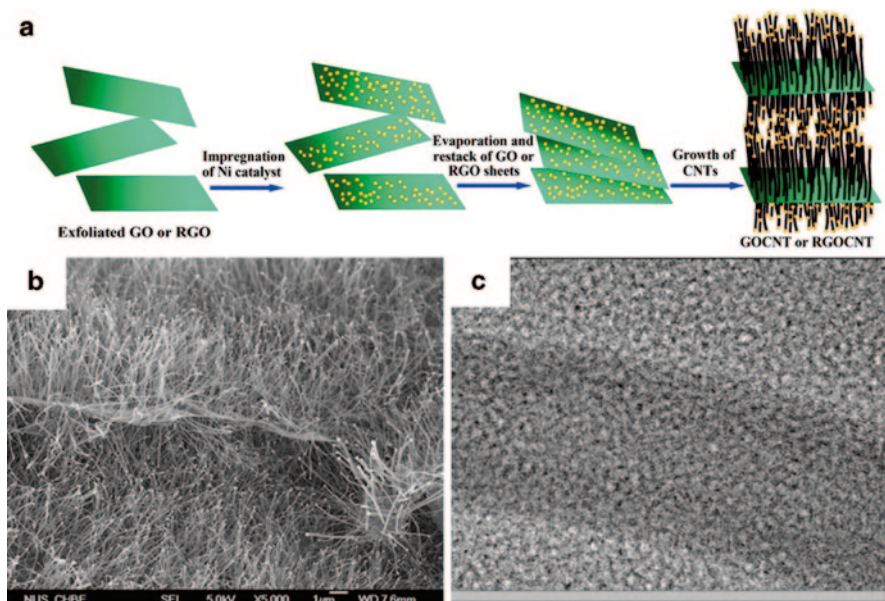 a
Impregnation
of Ni catalyst
Evaporation and
restack of GO or
RGO sheets
Growth of
CNTs
Exfoliated GO or RGO
GOCNT or RGOCNT
b
c
NUS CHBE SEI 5.0kV X5,000 1μm WD 7.6mm